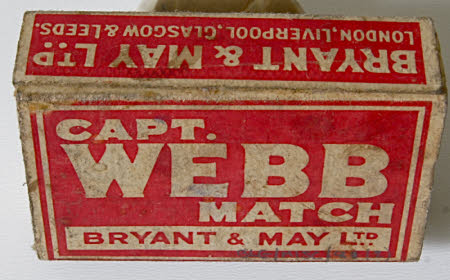 BRYANT & MAY LTD
LONDON, LIVERPOOL, GLASGOW & LEEDS.
CAPT.
WEBB
MATCH
BRYANT & MAY LTD.